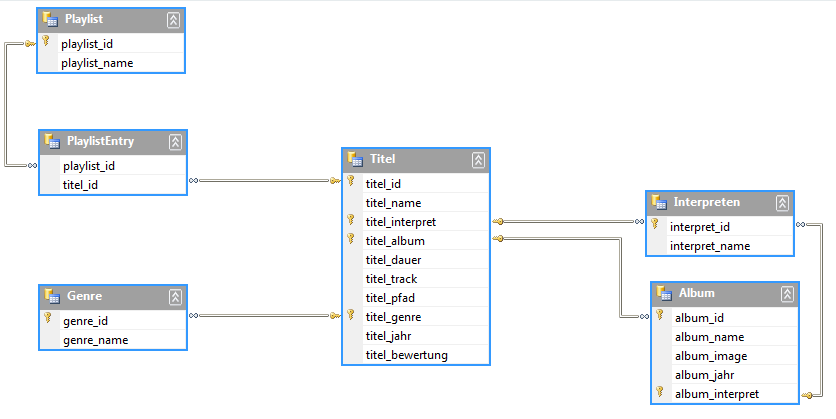 Playlist
playlist_id
playlist_name
PlaylistEntry
playlist_id
titel_id
Genre
genre_id
genre_name
Titel
titel_id
titel_name
titel_interpret
titel_album
titel_dauer
titel_track
titel_pfad
titel_genre
titel_jahr
titel_bewertung
Interpreten
interpret_id
interpret_name
Album
album_id
album_name
album_image
album_jahr
album_interpret